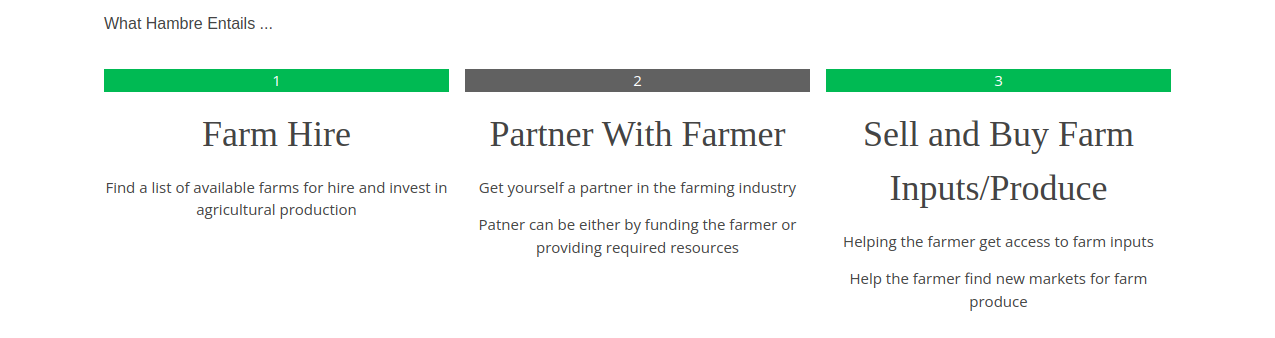 What Hambre Entails ...
1
Farm Hire
Find a list of available farms for hire and invest in
agricultural production
2
Partner With Farmer
Get yourself a partner in the farming industry
Patner can be either by funding the farmer or
providing required resources
3
Sell and Buy Farm
Inputs/Produce
Helping the farmer get access to farm inputs
Help the farmer find new markets for farm
produce